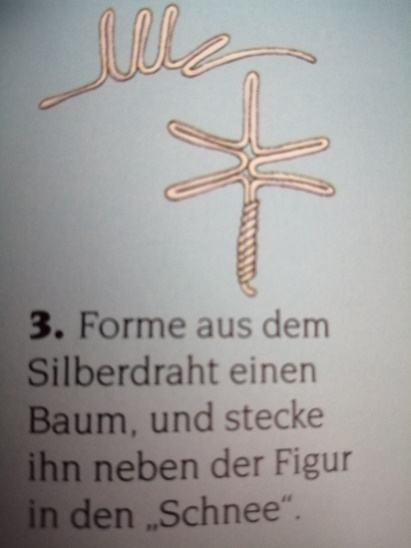 3. Forme aus dem
Silberdraht einen
Baum, und stecke
ihn neben der Figur
in den „Schnee“.